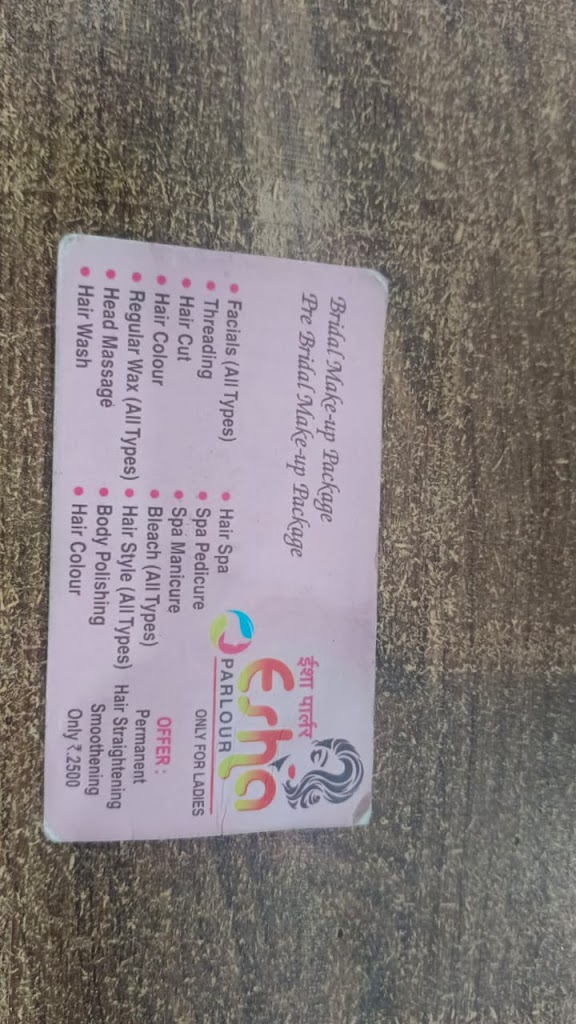 Bridal Make-up Package
Pre Bridal Make-up Package
ईशा पार्लर
Esha
PARLOUR
ONLY FOR LADIES
• Facials (All Types)
• Threading
• Hair Cut
• Hair Colour
• Regular Wax (All Types)
• Head Massage
• Hair Wash
• Hair Spa
• Spa Pedicure
• Spa Manicure
• Bleach (All Types)
• Hair Style (All Types)
• Body Polishing
• Hair Colour
OFFER :
Permanent
Hair Straightening
Smoothening
Only ₹.2500